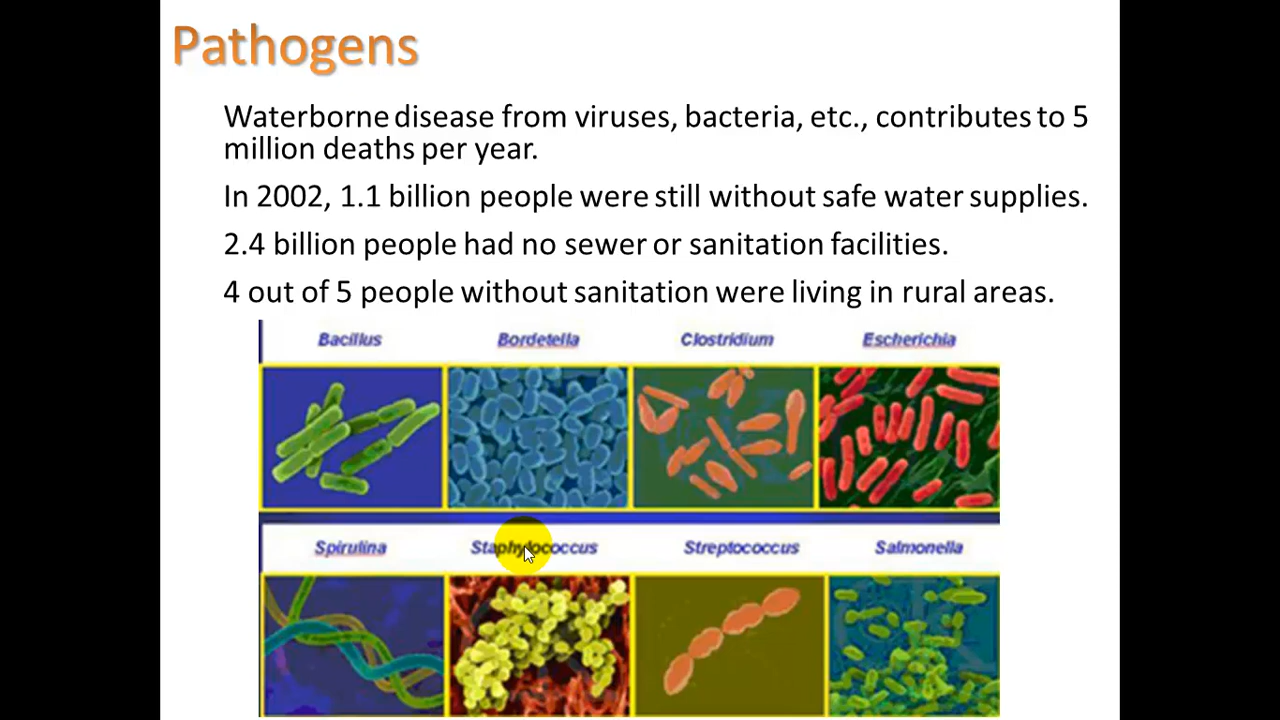 Pathogens
Waterborne disease from viruses, bacteria, etc., contributes to 5
million deaths per year.
In 2002, 1.1 billion people were still without safe water supplies.
2.4 billion people had no sewer or sanitation facilities.
4 out of 5 people without sanitation were living in rural areas.
Bacillus Bordetella Clostridium Escherichia
Spirulina Staphylococcus Streptococcus Salmonella